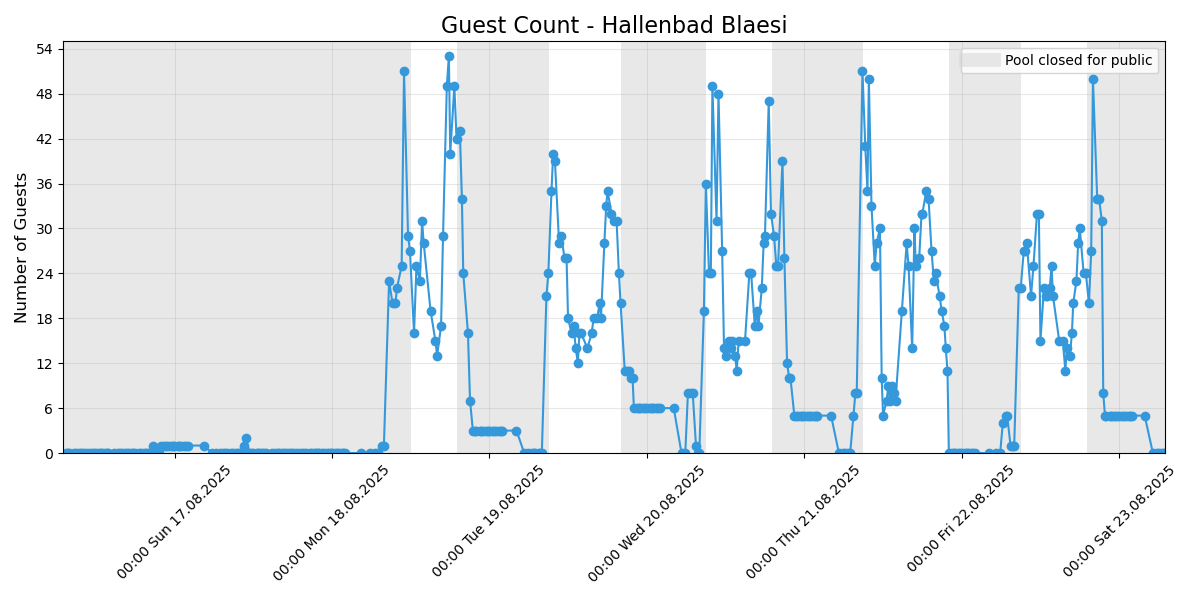 Guest Count - Hallenbad Blaesi
Pool closed for public
Number of Guests
54
48
42
36
30
24
18
12
6
0
00:00 Sun 17.08.2025
00:00 Mon 18.08.2025
00:00 Tue 19.08.2025
00:00 Wed 20.08.2025
00:00 Thu 21.08.2025
00:00 Fri 22.08.2025
00:00 Sat 23.08.2025